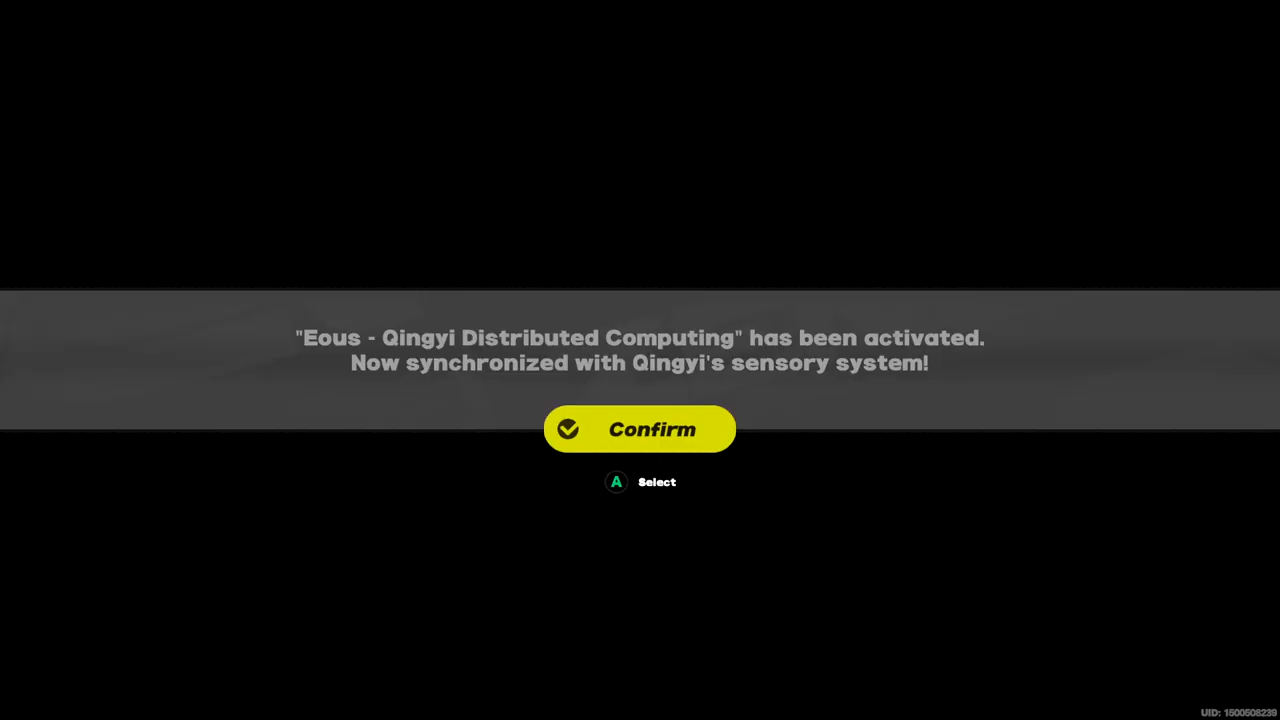 "Eous - Qingyi Distributed Computing" has been activated.
Now synchronized with Qingyi's sensory system!
Confirm
A Select
UID: 1500508239